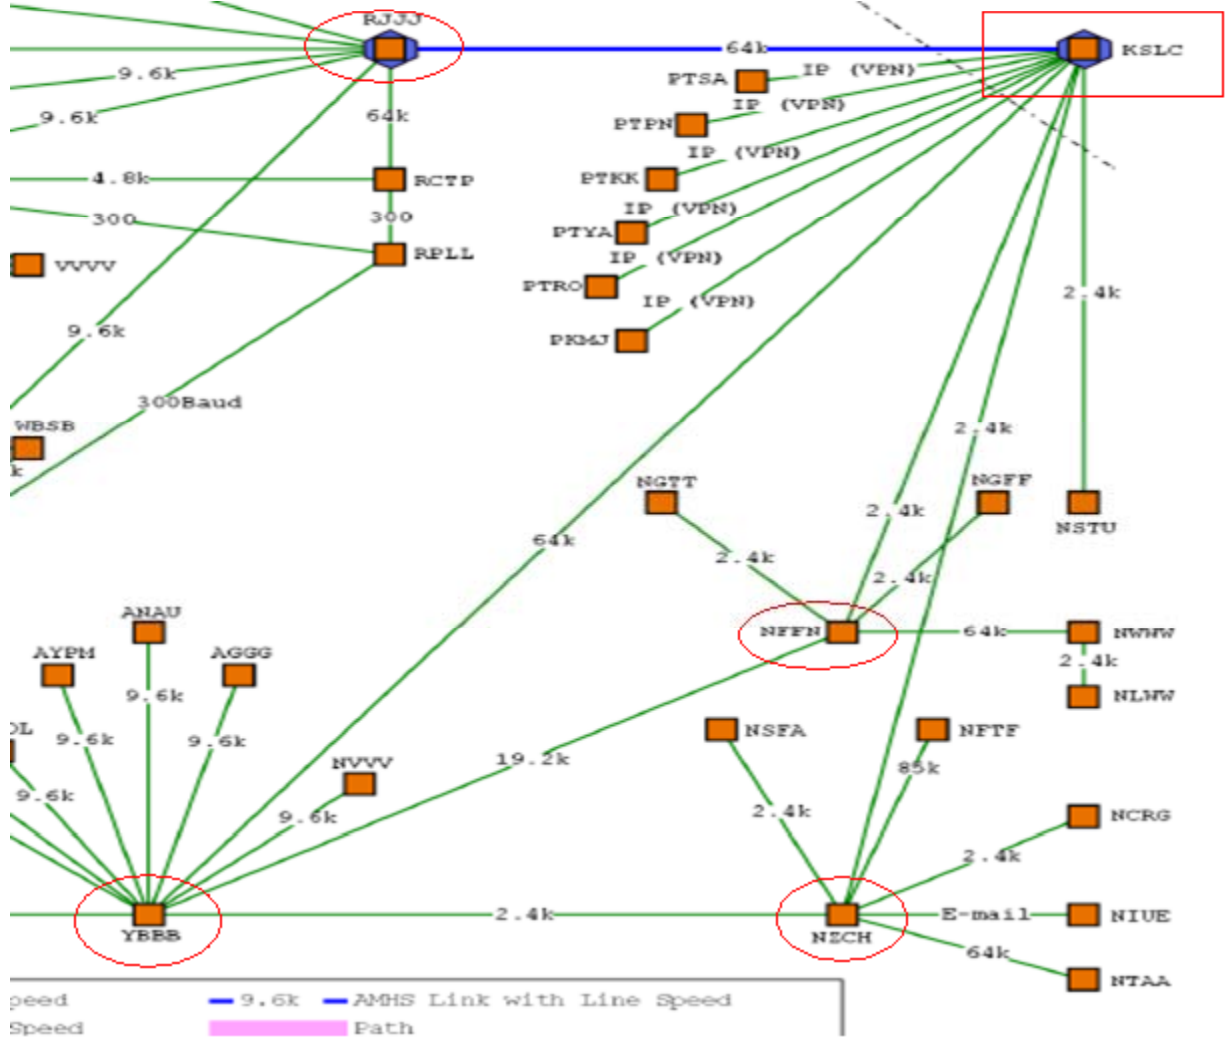 RJJJ
64k
KSLC
9.6k
PTSA
IP (VPN)
9.6k
64k
PTPN
IP (VPN)
IP (VPN)
4.8k
RCTP
PTKK
300
300
IP (VPN)
PTYA
VVVV
RPLL
IP (VPN)
PTRO
2.4k
IP (VPN)
9.6k
PKMJ
300Baud
WBSB
k
2.4k
NGTT
NGFF
2.4k
NSTU
64k
2.4k
2.4k
ANAU
NFFN
64k
NWNW
AYPM
AGGG
2.4k
9.6k
NLWW
OL
9.6k
9.6k
NSFA
NFTF
19.2k
NVVV
85k
9.6k
9.6k
2.4k
NCRG
2.4k
2.4k
E-mail
NIUE
YBBB
NZCH
64k
NTAA
peed
9.6k
AMHS Link with Line Speed
Speed
Path